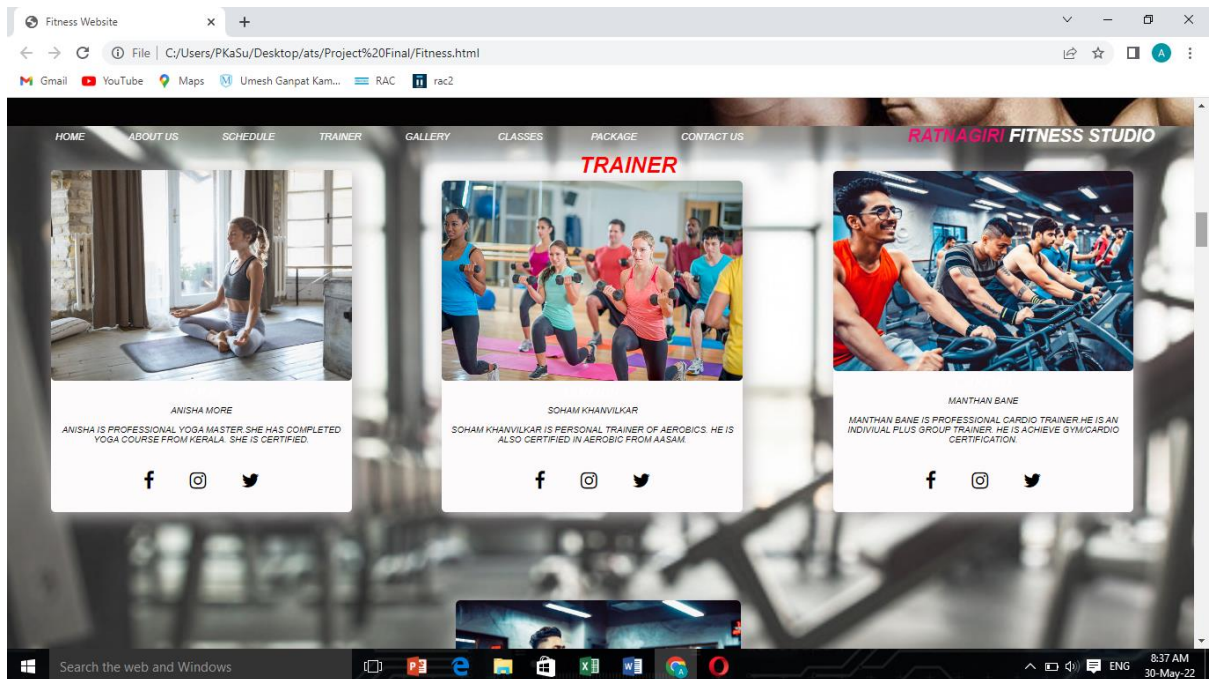 Fitness Website
File | C:/Users/PKaSu/Desktop/ats/Project%20Final/Fitness.html
A
Gmail YouTube Maps Umesh Ganpat Kam... RAC rac2
HOME ABOUT US SCHEDULE TRAINER GALLERY CLASSES PACKAGE CONTACT US RATNAGIRI FITNESS STUDIO
TRAINER
ANISHA MORE
ANISHA IS PROFESSIONAL YOGA MASTER.SHE HAS COMPLETED
YOGA COURSE FROM KERALA. SHE IS CERTIFIED.
SOHAM KHANVILKAR
SOHAM KHANVILKAR IS PERSONAL TRAINER OF AEROBICS. HE IS
ALSO CERTIFIED IN AEROBIC FROM AASAM.
MANTHAN BANE
MANTHAN BANE IS PROFESSIONAL CARDIO TRAINER.HE IS AN
INDIVIUAL PLUS GROUP TRAINER. HE IS ACHIEVE GYM/CARDIO
CERTIFICATION.
Search the web and Windows
ENG
8:37 AM
30-May-22